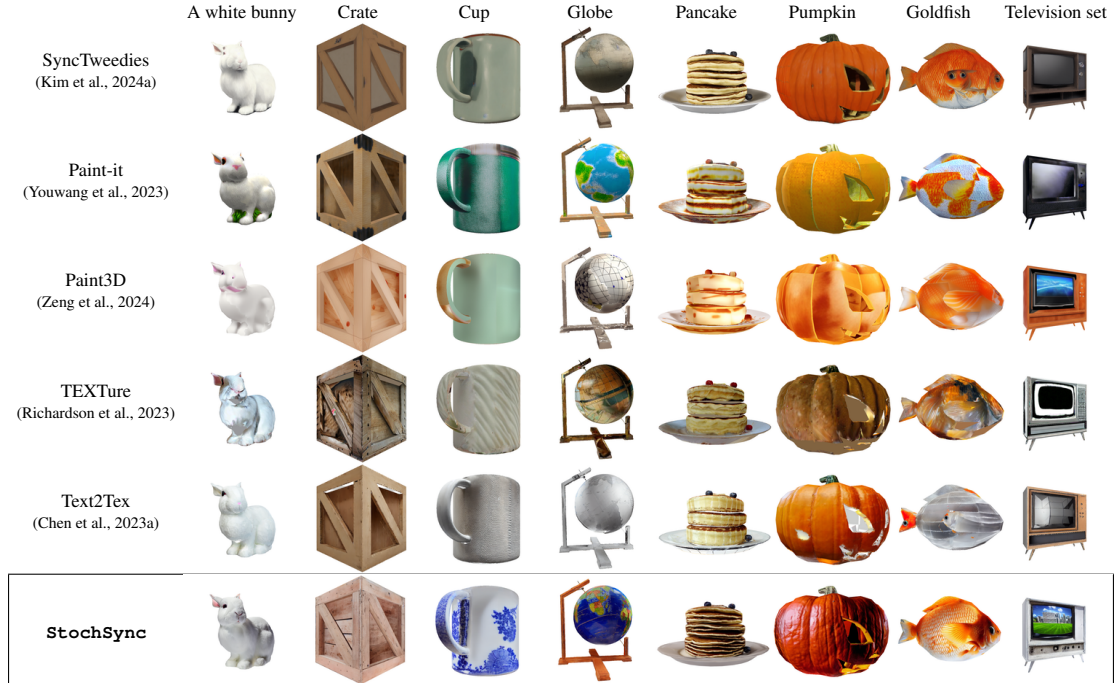 A white bunny Crate Cup Globe Pancake Pumpkin Goldfish Television set
SyncTweedies
(Kim et al., 2024a)
Paint-it
(Youwang et al., 2023)
Paint3D
(Zeng et al., 2024)
TEXTure
(Richardson et al., 2023)
Text2Tex
(Chen et al., 2023a)
StochSync